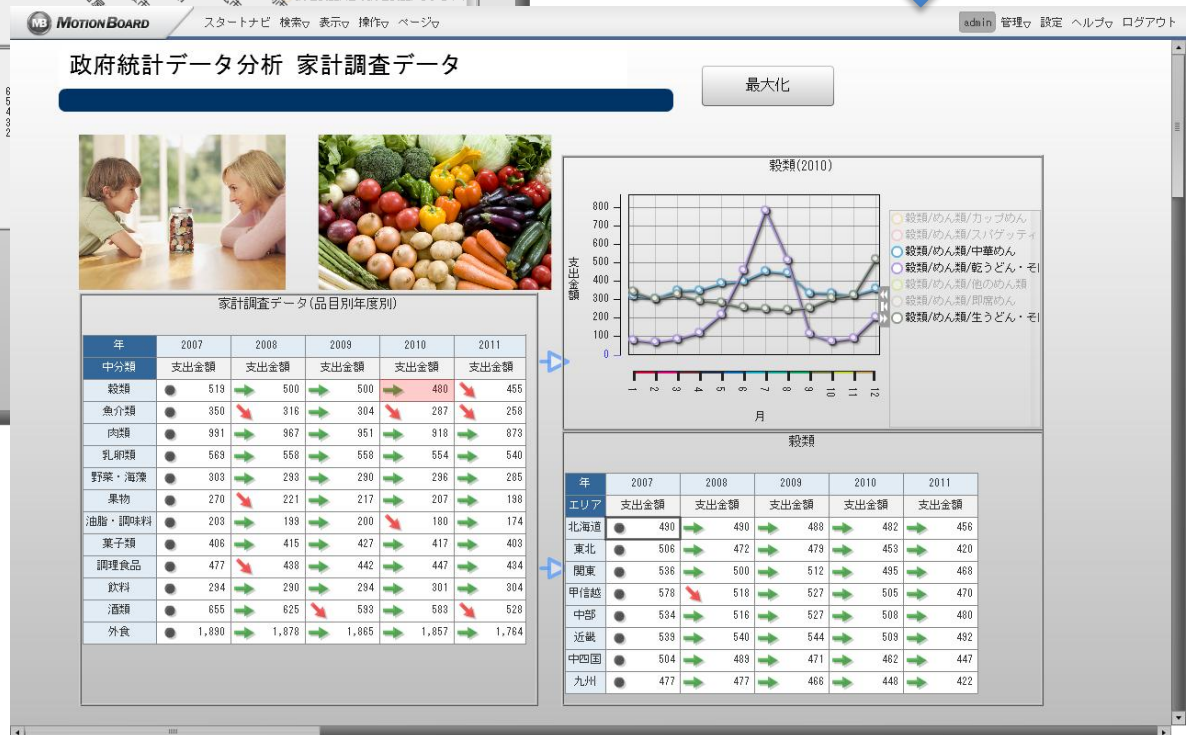 MB MOTIONBOARD スタートナビ 検索▽ 表示▽ 操作▽ ページ▽ admin 管理▽ 設定 ヘルプ▽ ログアウト
政府統計データ分析 家計調査データ
最大化
6
5
4
3
2
穀類(2010)
支出金額
800
700
600
500
400
300
200
100
0
1 2 3 4 5 6 7 8 9 10 11 12
月
穀類/めん類/カップめん
穀類/めん類/スパゲッティ
穀類/めん類/中華めん
穀類/めん類/乾うどん・そ
穀類/めん類/他のめん類
穀類/めん類/即席めん
穀類/めん類/生うどん・そ
家計調査データ(品目別年度別)
年 2007 2008 2009 2010 2011
中分類 支出金額 支出金額 支出金額 支出金額 支出金額
穀類 519 500 500 480 455
魚介類 350 316 304 287 258
肉類 991 967 951 918 873
乳卵類 569 558 558 554 540
野菜・海藻 303 293 290 296 285
果物 270 221 217 207 198
油脂・調味料 203 199 200 180 174
菓子類 406 415 427 417 403
調理食品 477 438 442 447 434
飲料 294 290 294 301 304
酒類 655 625 593 583 528
外食 1,890 1,878 1,865 1,857 1,764
穀類
年 2007 2008 2009 2010 2011
エリア 支出金額 支出金額 支出金額 支出金額 支出金額
北海道 490 490 488 482 456
東北 506 472 479 453 420
関東 536 500 512 495 468
甲信越 578 518 527 505 470
中部 534 516 527 508 480
近畿 539 540 544 509 492
中四国 504 489 471 462 447
九州 477 477 466 448 422